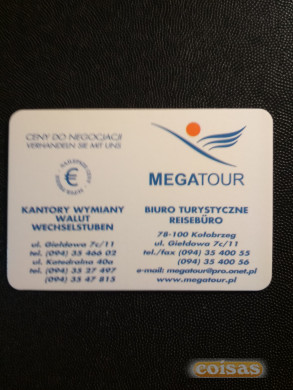 CENY DO NEGOCJACJI
VERHANDELN SIE MIT UNS
€
KANTORY WYMIANY
WALUT
WECHSELSTUBEN
ul. Giełdowa 7c/11
tel. (094) 35 466 02
ul. Katedralna 40a
tel. (094) 35 27 497
(094) 35 47 815
MEGATOUR
BIURO TURYSTYCZNE
REISEBÜRO
78-100 Kołobrzeg
ul. Giełdowa 7c/11
tel./fax (094) 35 400 55
(094) 35 400 56
e-mail: megatour@pro.onet.pl
www.megatour.pl
coisas